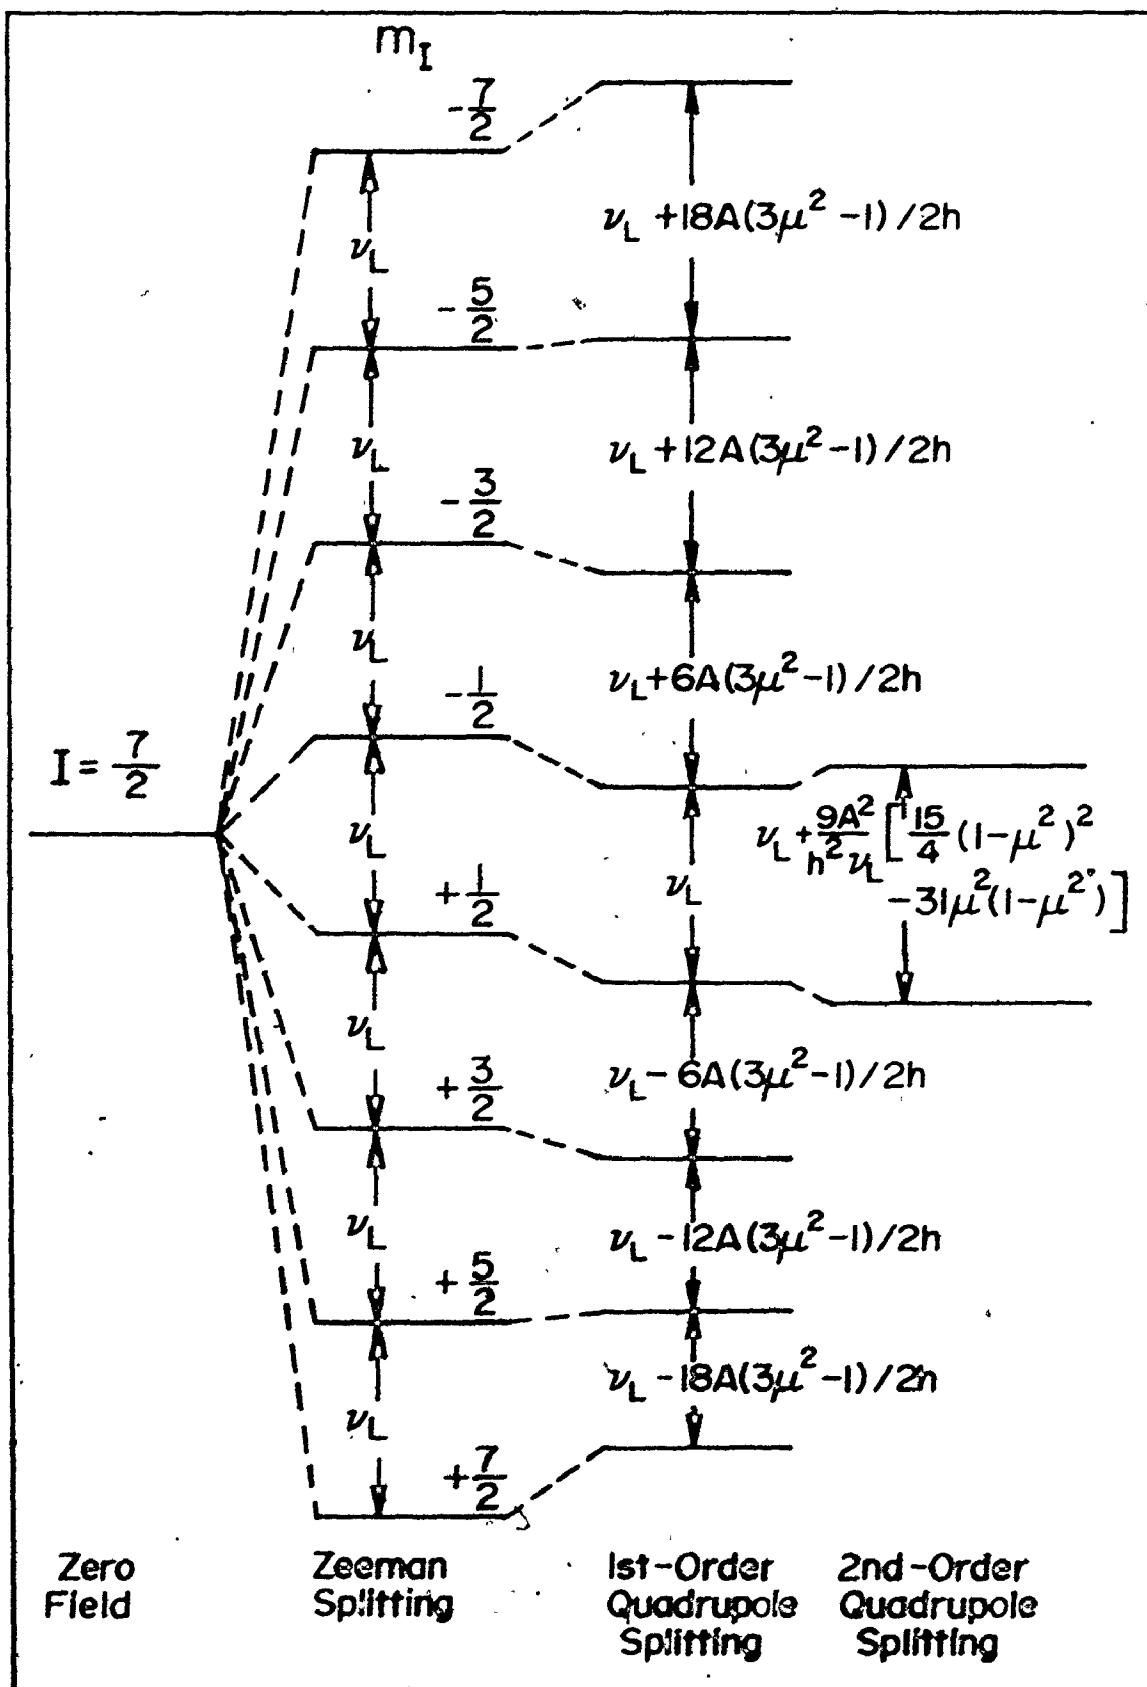 m_I
-7/2
ν_L
ν_L +18A(3μ² -1)/2h
-5/2
ν_L
ν_L +12A(3μ²-1)/2h
-3/2
ν_L
ν_L+6A(3μ²-1)/2h
-1/2
I = 7/2
ν_L
ν_L
ν_L + 9A²/h²ν_L [15/4 (1-μ²)²
-31μ²(1-μ²)]
+1/2
ν_L
ν_L - 6A(3μ²-1)/2h
+3/2
ν_L
ν_L -12A(3μ²-1)/2h
+5/2
ν_L
ν_L -18A(3μ²-1)/2h
+7/2
Zero
Field
Zeeman
Splitting
1st-Order
Quadrupole
Splitting
2nd-Order
Quadrupole
Splitting